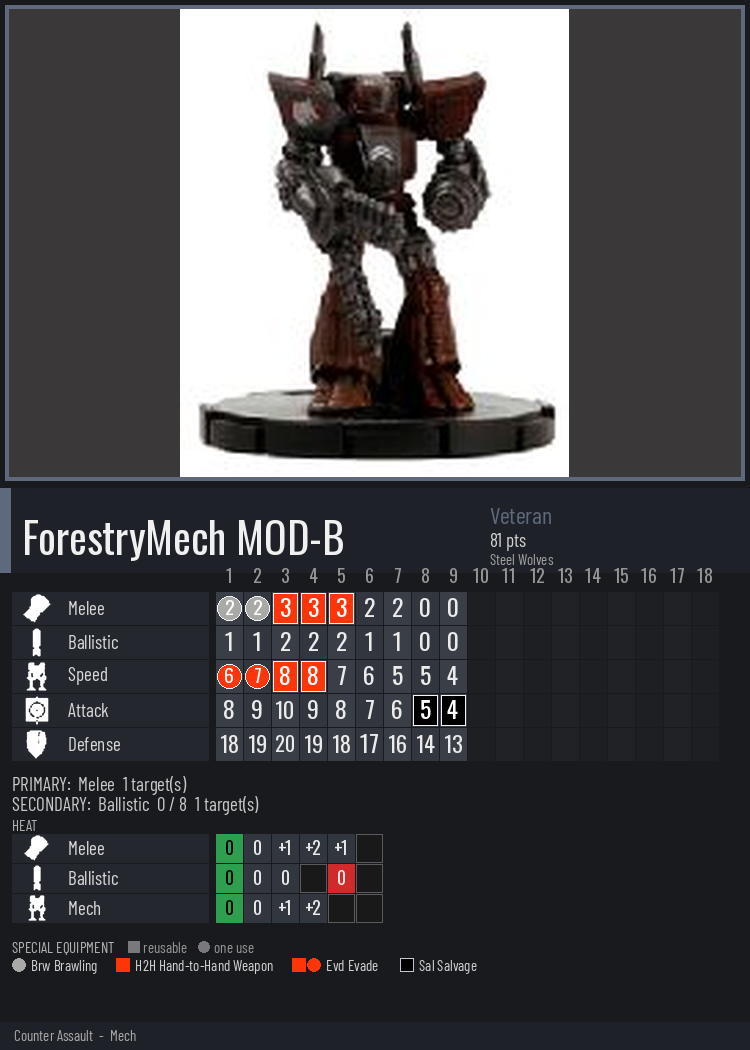 ForestryMech MOD-B
Veteran
81 pts
Steel Wolves
1 2 3 4 5 6 7 8 9 10 11 12 13 14 15 16 17 18
Melee 2 2 3 3 3 2 2 0 0
Ballistic 1 1 2 2 2 1 1 0 0
Speed 6 7 8 8 7 6 5 5 4
Attack 8 9 10 9 8 7 6 5 4
Defense 18 19 20 19 18 17 16 14 13
PRIMARY: Melee 1 target(s)
SECONDARY: Ballistic 0 / 8 1 target(s)
HEAT
Melee 0 0 +1 +2 +1
Ballistic 0 0 0 0
Mech 0 0 +1 +2
SPECIAL EQUIPMENT reusable one use
Brw Brawling H2H Hand-to-Hand Weapon Evd Evade Sal Salvage
Counter Assault - Mech